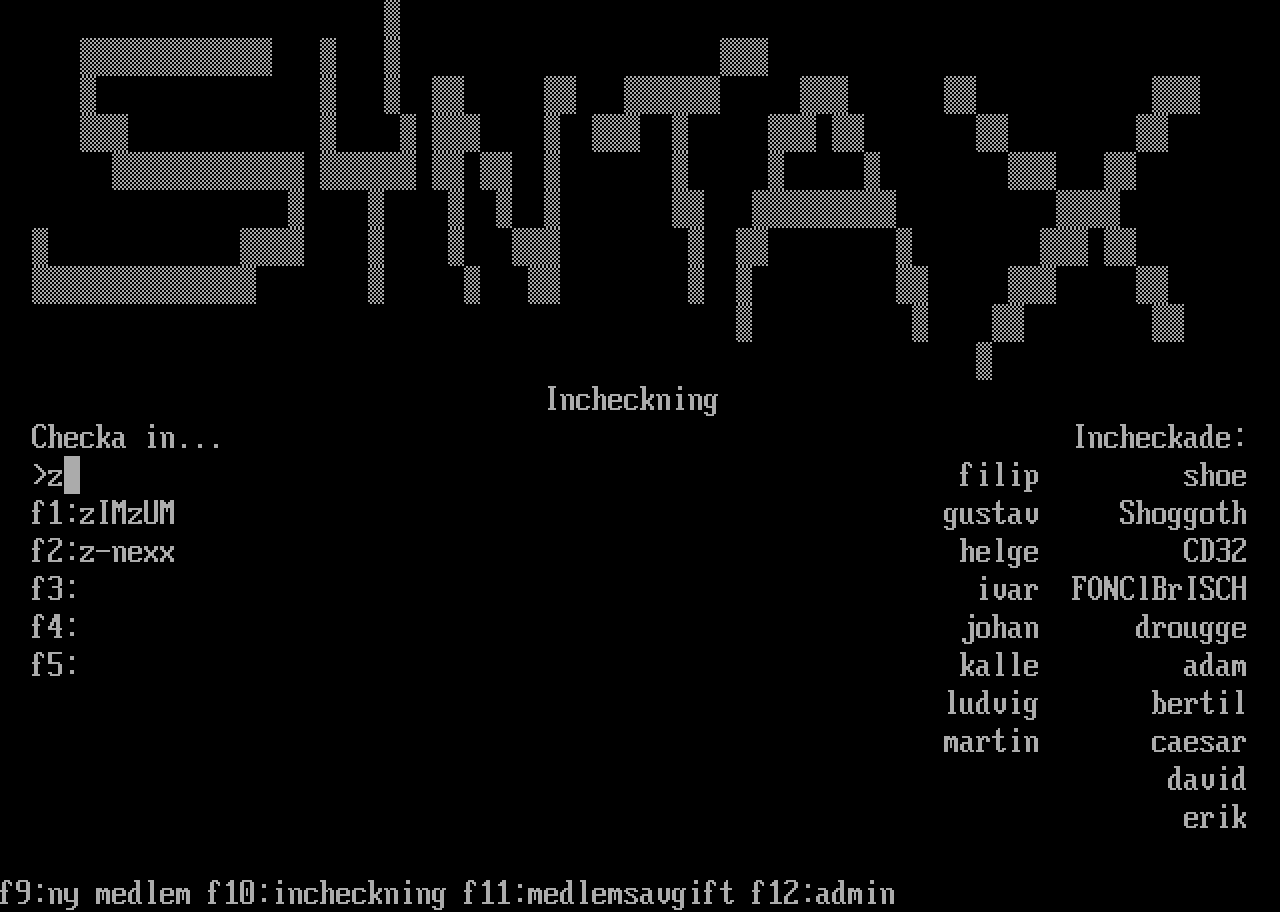 SYNTAX
Incheckning
Checka in...
Incheckade:
>z
filip shoe
f1:zIMzUM
gustav Shoggoth
f2:z-nexx
helge CD32
f3:
ivar FONClBrISCH
f4:
johan drougge
f5:
kalle adam
ludvig bertil
martin caesar
david
erik
f9:ny medlem f10:incheckning f11:medlemsavgift f12:admin